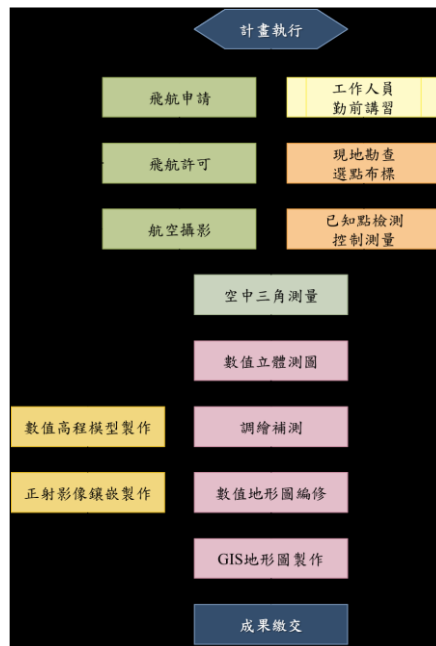 計畫執行
飛航申請
工作人員
勤前講習
飛航許可
現地勘查
選點布標
航空攝影
已知點檢測
控制測量
空中三角測量
數值立體測圖
數值高程模型製作
調繪補測
正射影像鑲嵌製作
數值地形圖編修
GIS地形圖製作
成果繳交